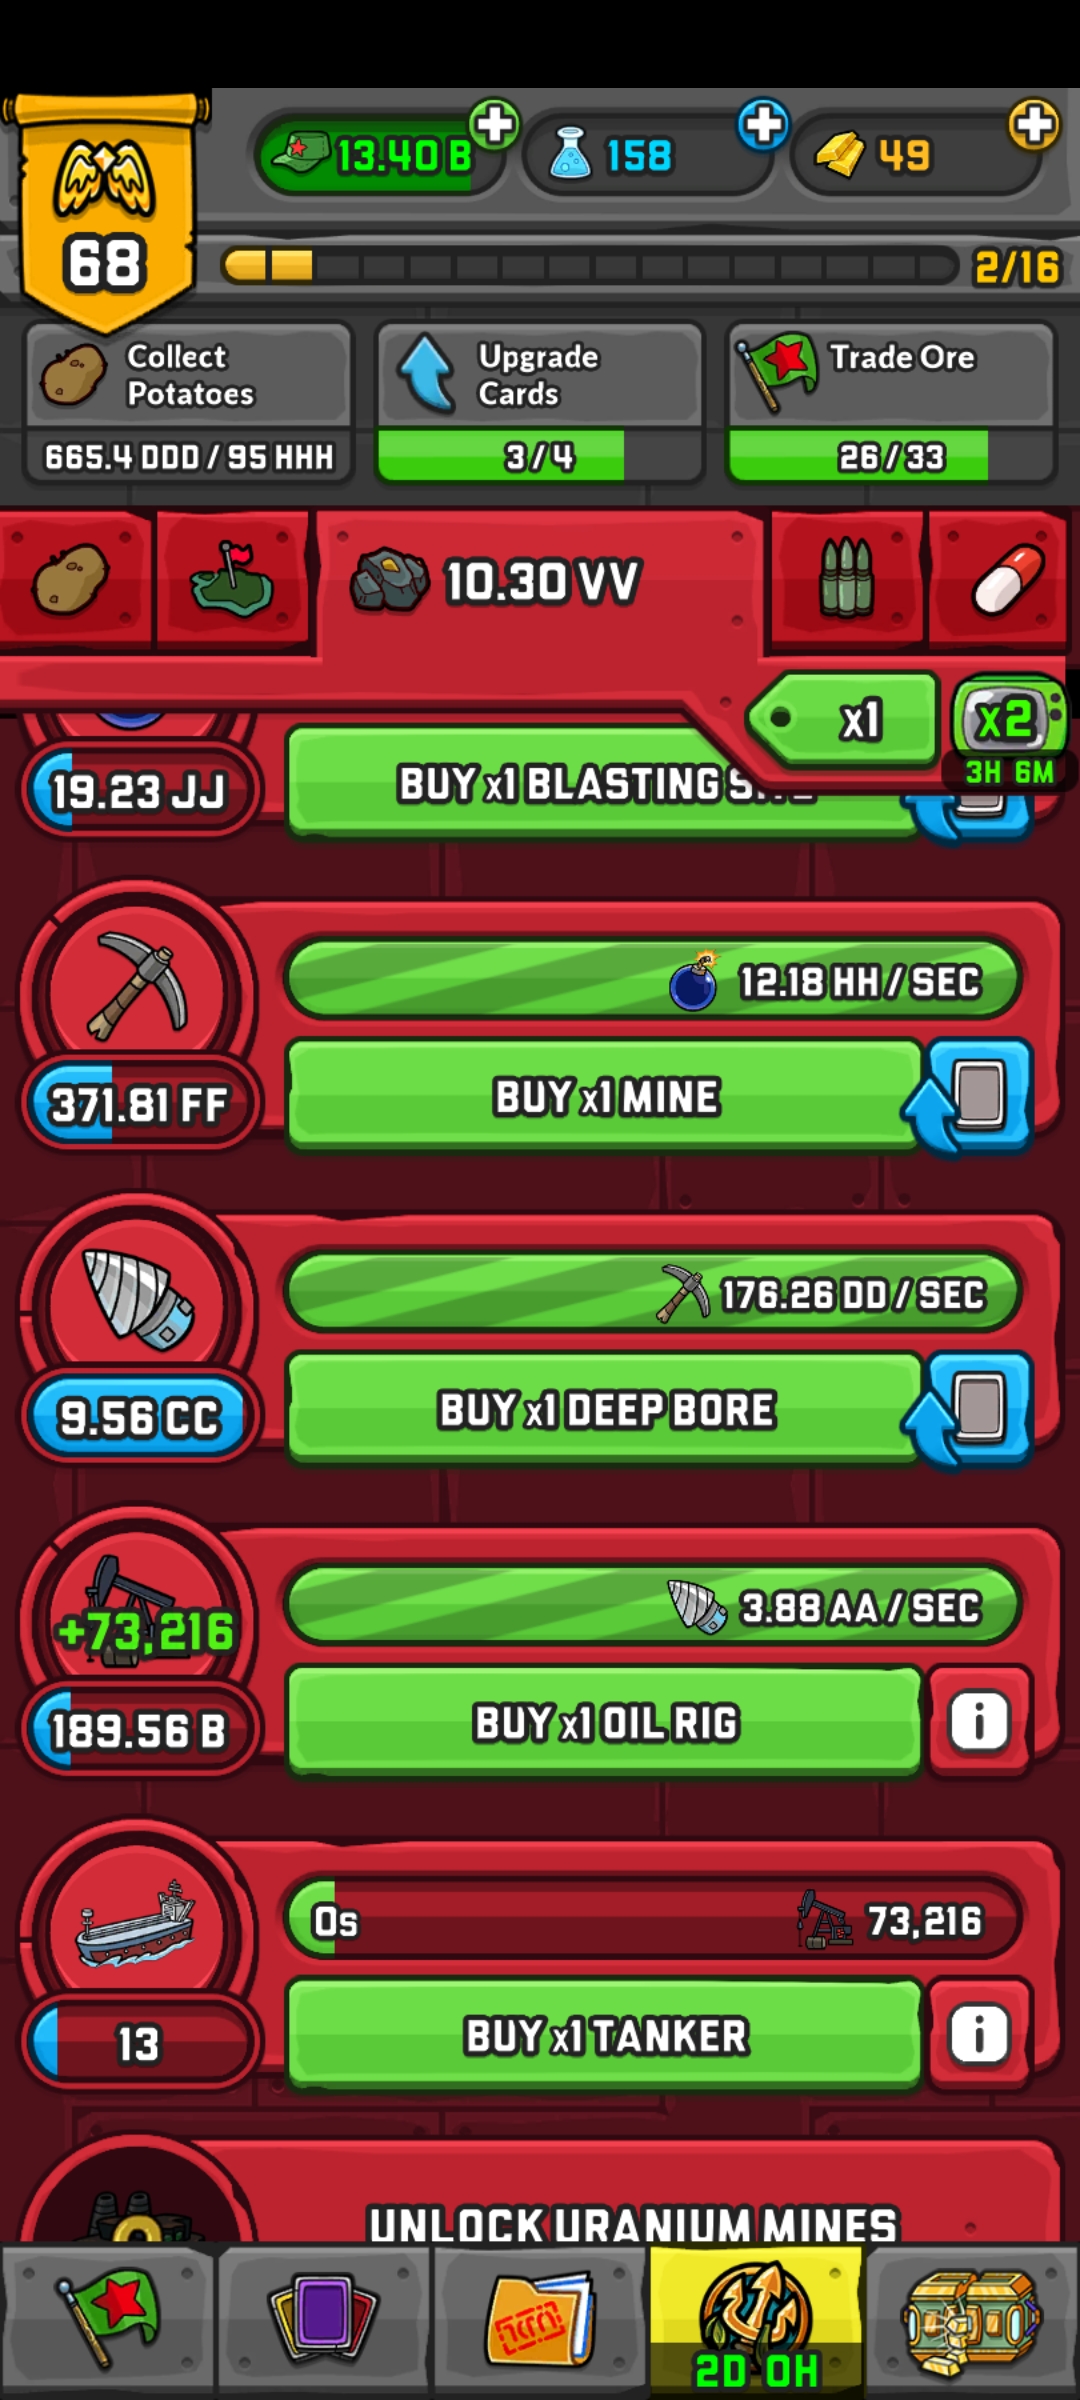 13.40 B
158
49
68
2/16
Collect
Potatoes
665.4 DDD / 95 HHH
Upgrade
Cards
3/4
Trade Ore
26/33
10.30 VV
x1
x2
3H 6M
19.23 JJ
BUY x1 BLASTING
12.18 HH / SEC
371.81 FF
BUY x1 MINE
176.26 DD / SEC
9.56 CC
BUY x1 DEEP BORE
+73,216
3.88 AA / SEC
189.56 B
BUY x1 OIL RIG
i
0s
73,216
13
BUY x1 TANKER
i
UNLOCK URANIUM MINES
2D 0H